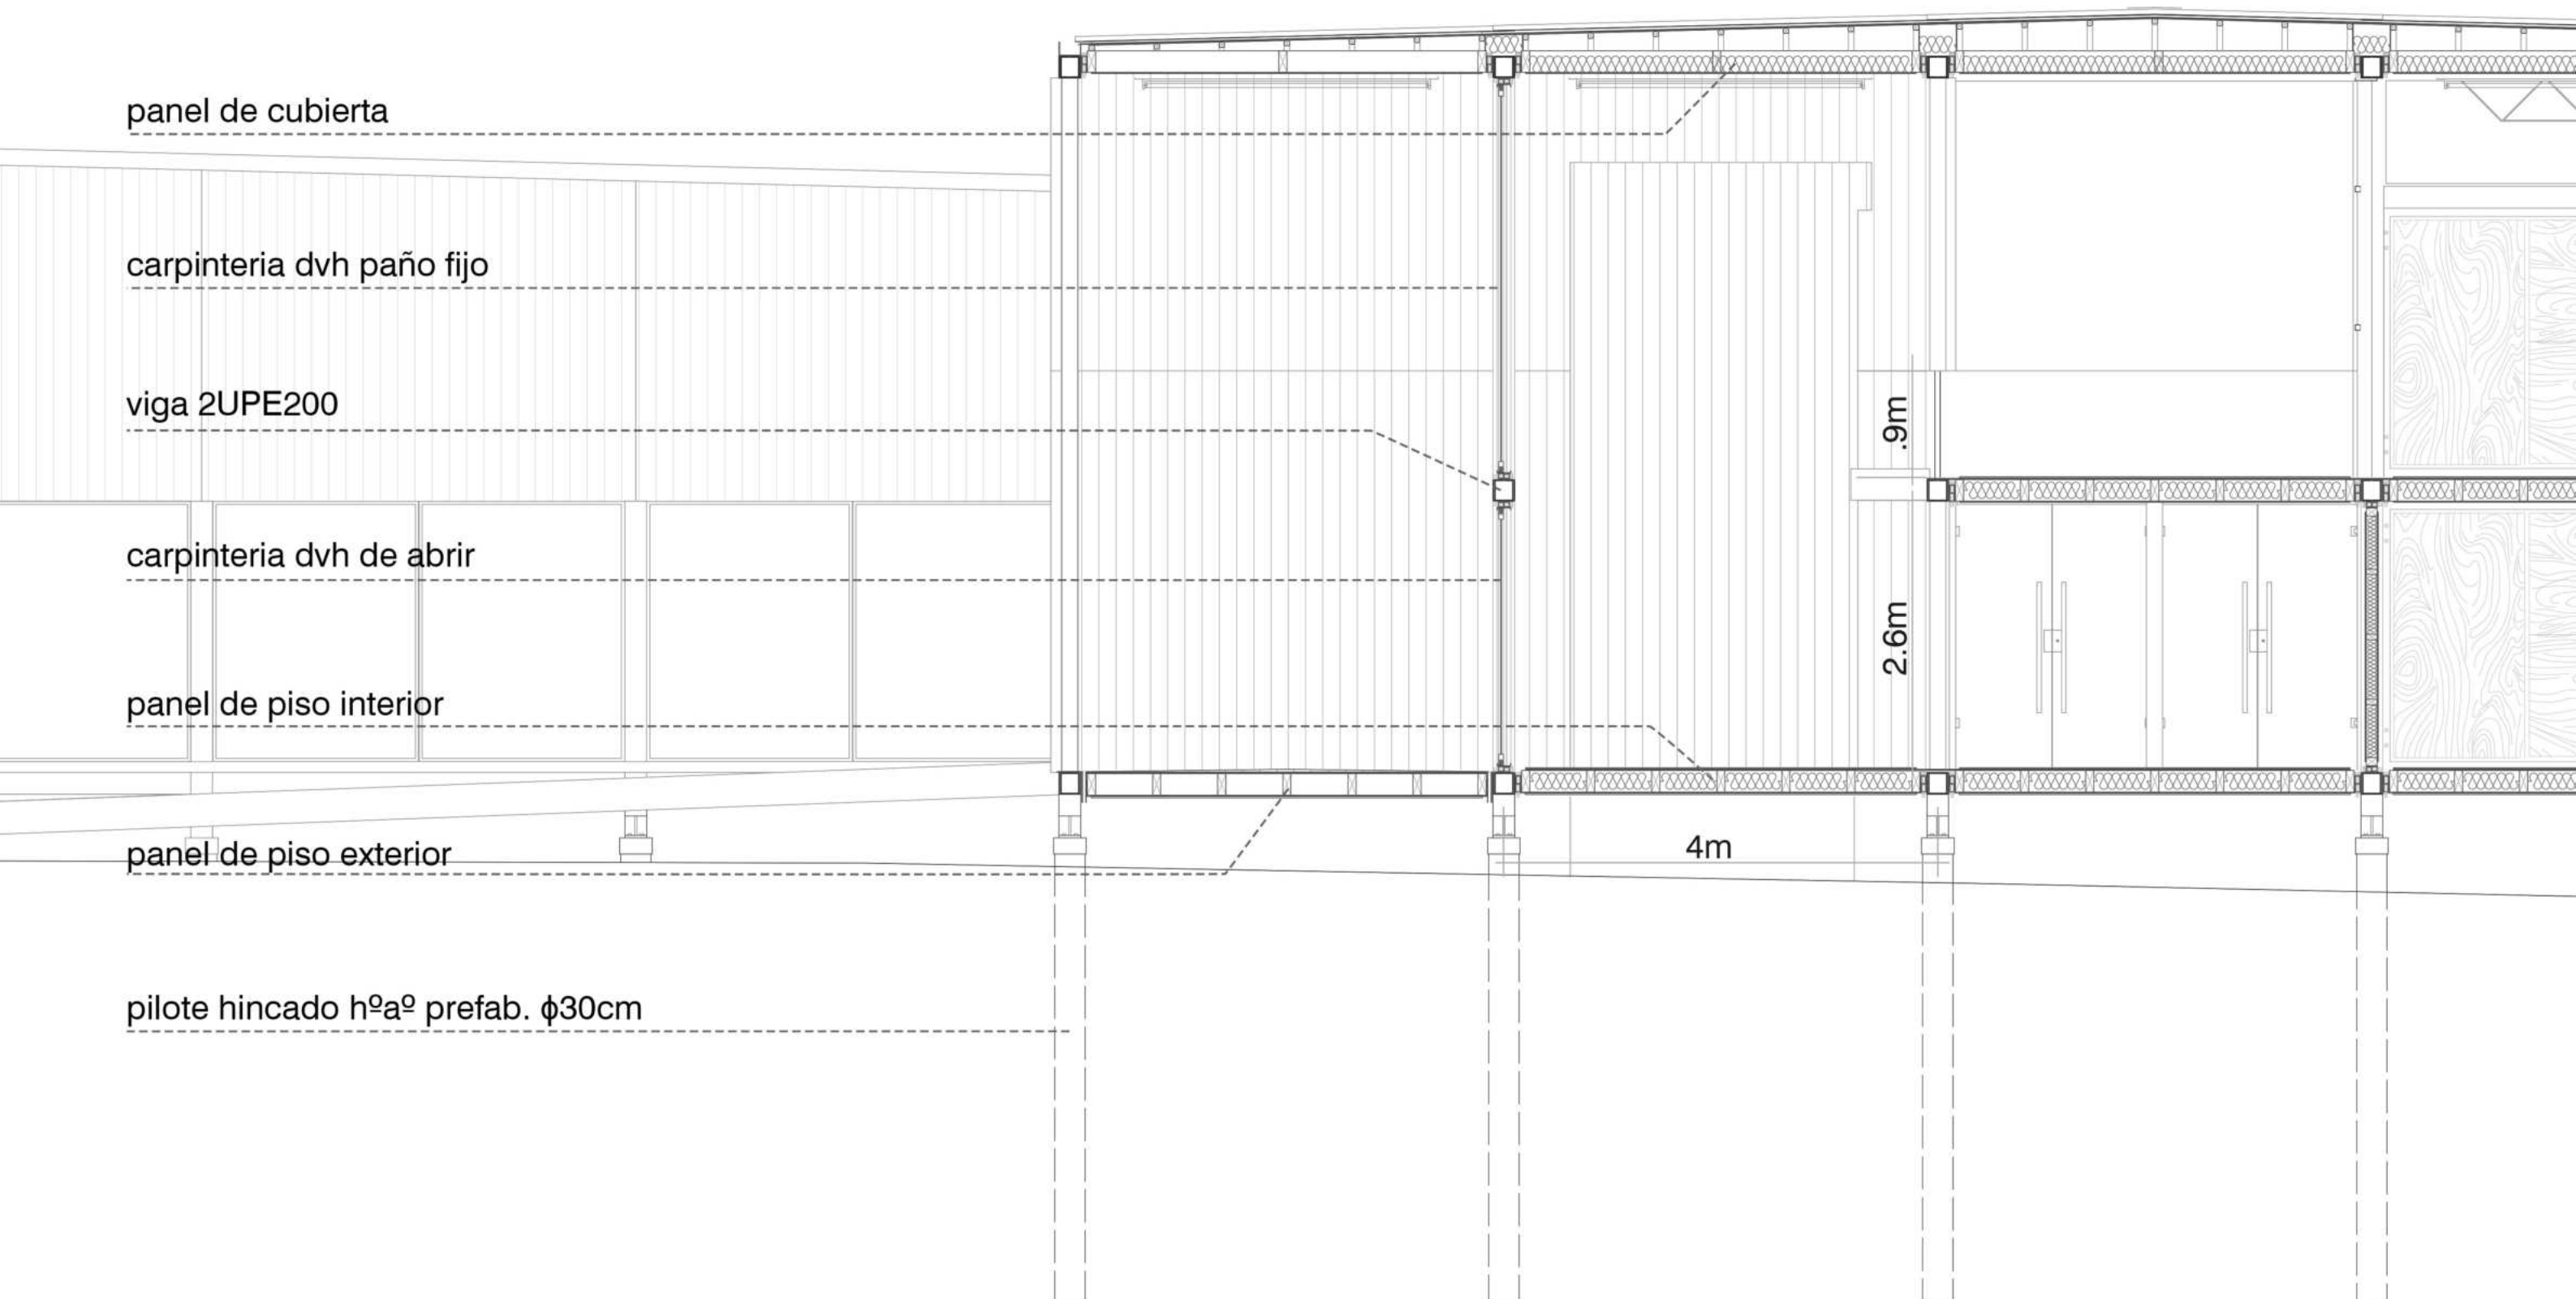 panel de cubierta
carpinteria dvh paño fijo
viga 2UPE200
.9m
carpinteria dvh de abrir
2.6m
panel de piso interior
panel de piso exterior
4m
pilote hincado hºaº prefab. ϕ30cm